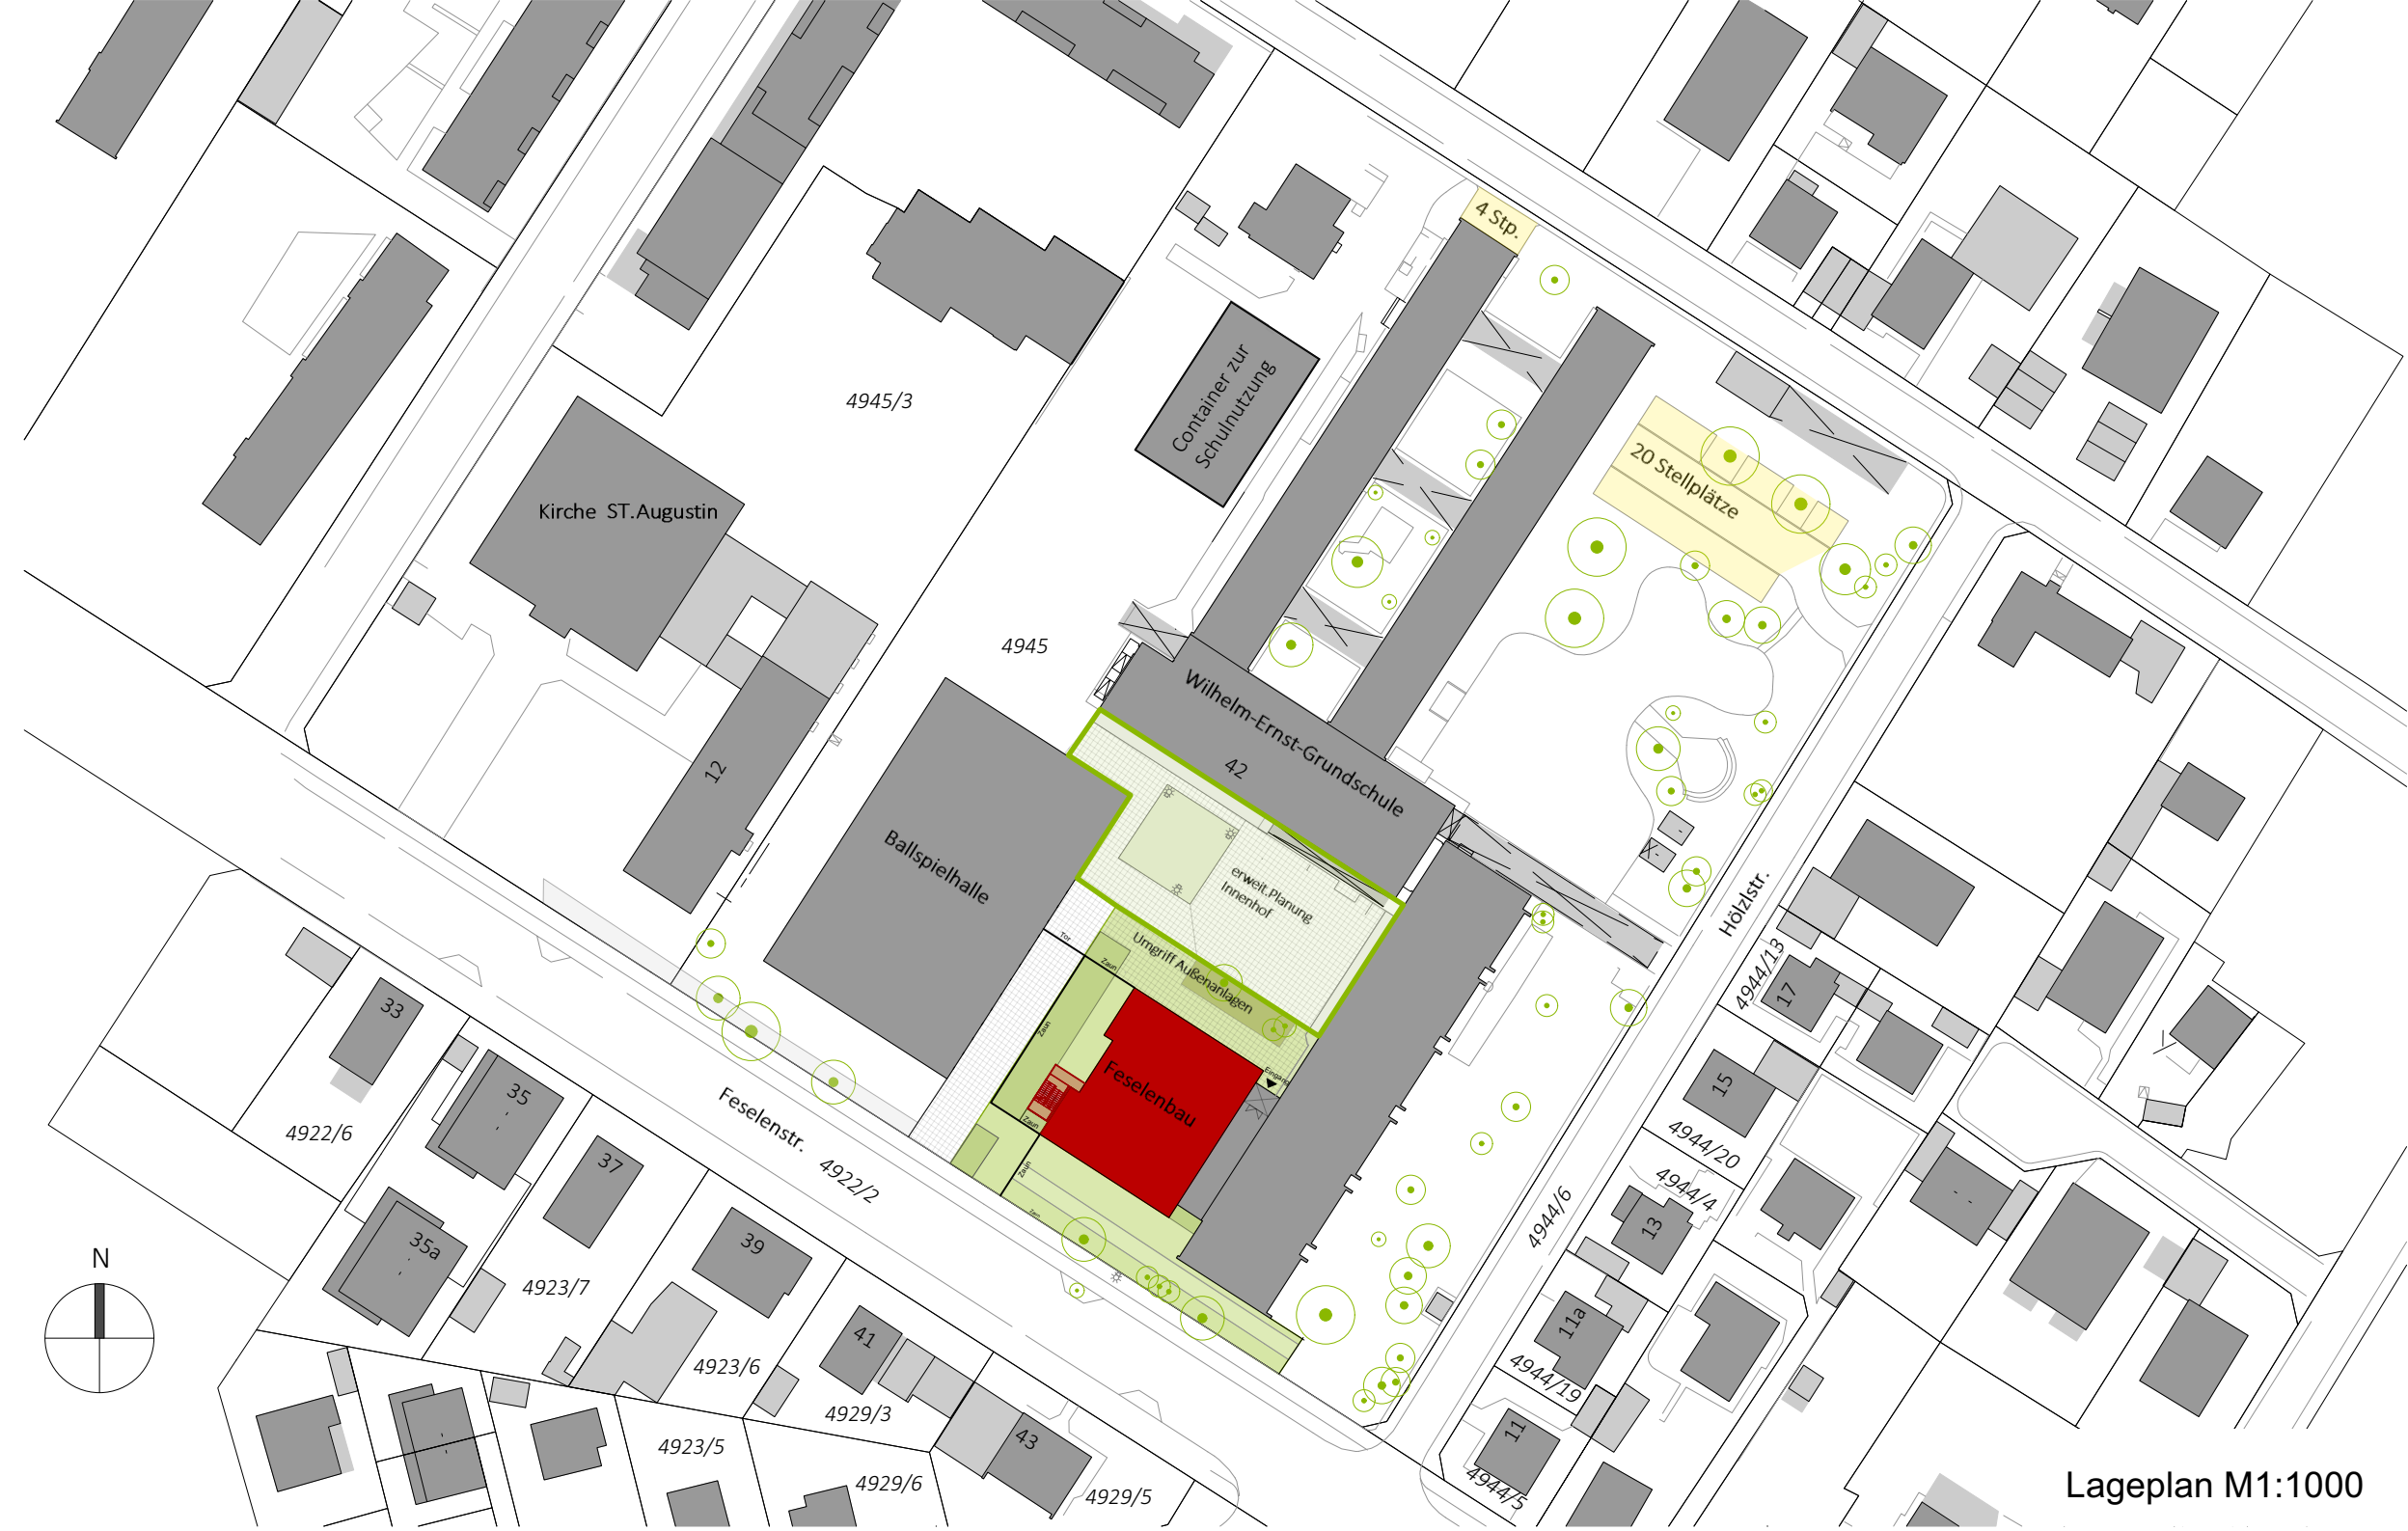 4 Stp.
Container zur
Schulnutzung
4945/3
20 Stellplätze
Kirche ST.Augustin
4945
Wilhelm-Ernst-Grundschule
42
12
Ballspielhalle
erweit.Planung
Innenhof
Hölzlstr.
Umgriff Außenanlagen
Tor
Zaun
Zaun
4944/13
17
33
Feselenbau
Eingang
15
35
Feselenstr.
Zaun
4922/6
4944/20
37
4922/2
Zaun
4944/4
Zaun
4944/6
13
39
35a
N
4923/7
11a
41
4923/6
4944/19
4929/3
11
43
4923/5
4929/6
4944/5
4929/5
Lageplan M1:1000